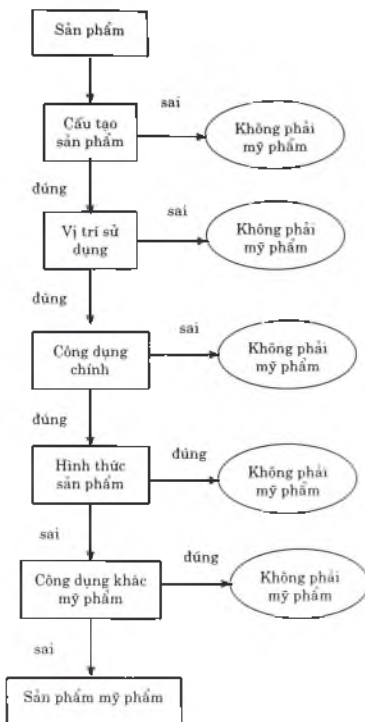 Sản phẩm
sai
Cấu tạo
sản phẩm
Không phải
mỹ phẩm
đúng
sai
Vị trí sử
dụng
Không phải
mỹ phẩm
đúng
sai
Công dụng
chính
Không phải
mỹ phẩm
đúng
đúng
Hình thức
sản phẩm
Không phải
mỹ phẩm
sai
đúng
Công dụng khác
mỹ phẩm
Không phải
mỹ phẩm
sai
Sản phẩm mỹ phẩm